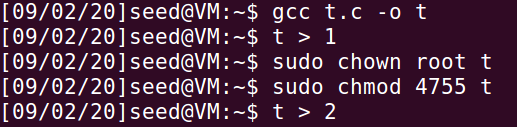 [09/02/20]seed@VM:~$ gcc t.c -o t
[09/02/20]seed@VM:~$ t > 1
[09/02/20]seed@VM:~$ sudo chown root t
[09/02/20]seed@VM:~$ sudo chmod 4755 t
[09/02/20]seed@VM:~$ t > 2